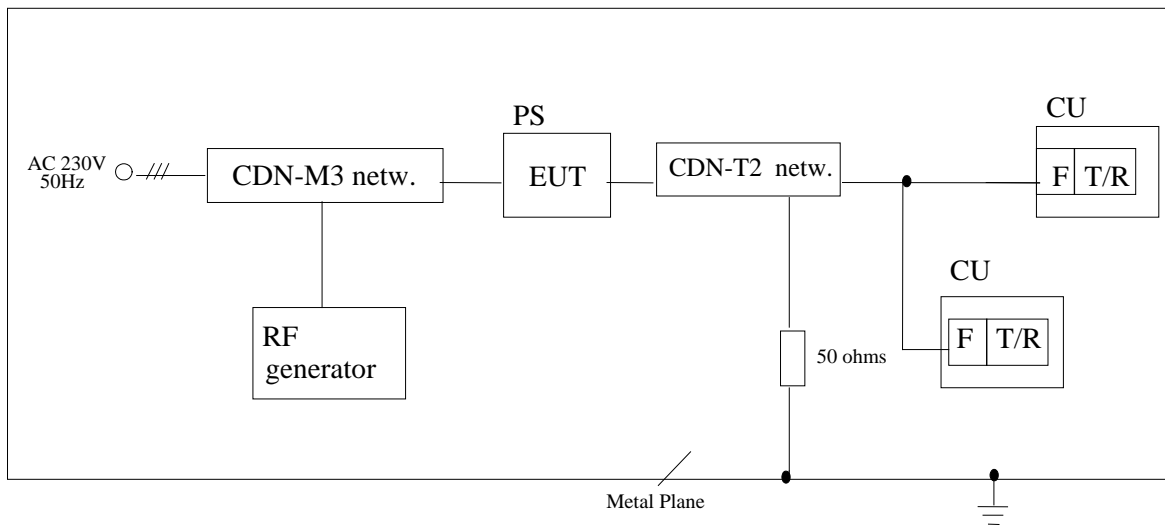 CU
PS
AC 230V
50Hz
CDN-M3 netw.
EUT
CDN-T2 netw.
F T/R
CU
F T/R
RF
generator
50 ohms
Metal Plane